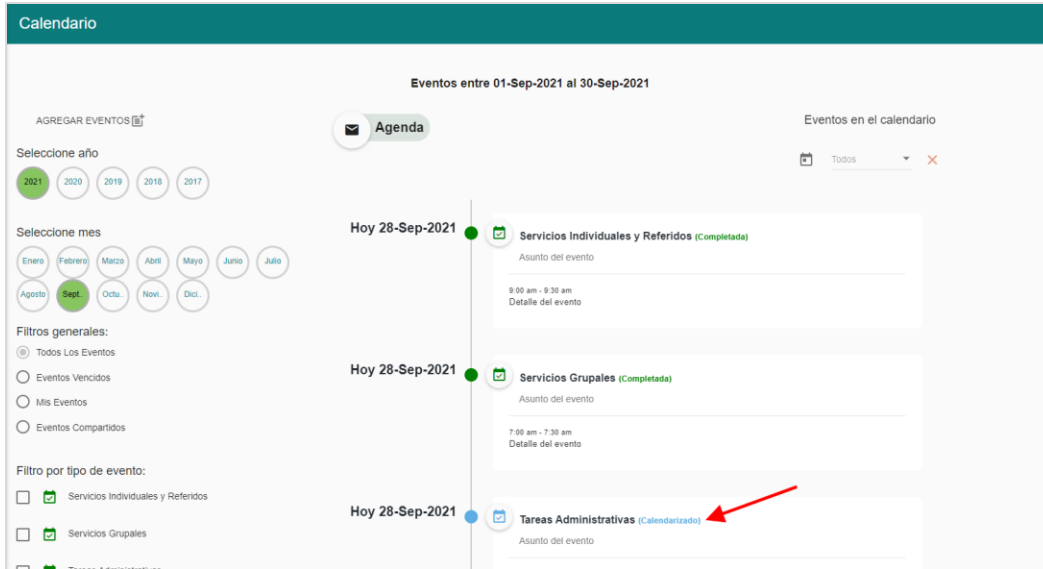 Calendario
Eventos entre 01-Sep-2021 al 30-Sep-2021
AGREGAR EVENTOS
Seleccione año
2021 2020 2019 2018 2017
Seleccione mes
Enero Febrero Marzo Abril Mayo Junio Julio
Agosto Sept.. Octu.. Novi.. Dici..
Filtros generales:
Todos Los Eventos
Eventos Vencidos
Mis Eventos
Eventos Compartidos
Filtro por tipo de evento:
Servicios Individuales y Referidos
Servicios Grupales
Tareas Administrativas
Agenda
Eventos en el calendario
Todos
Hoy 28-Sep-2021
Servicios Individuales y Referidos (Completada)
Asunto del evento
9:00 am - 9:30 am
Detalle del evento
Hoy 28-Sep-2021
Servicios Grupales (Completada)
Asunto del evento
7:00 am - 7:30 am
Detalle del evento
Hoy 28-Sep-2021
Tareas Administrativas (Calendarizado)
Asunto del evento